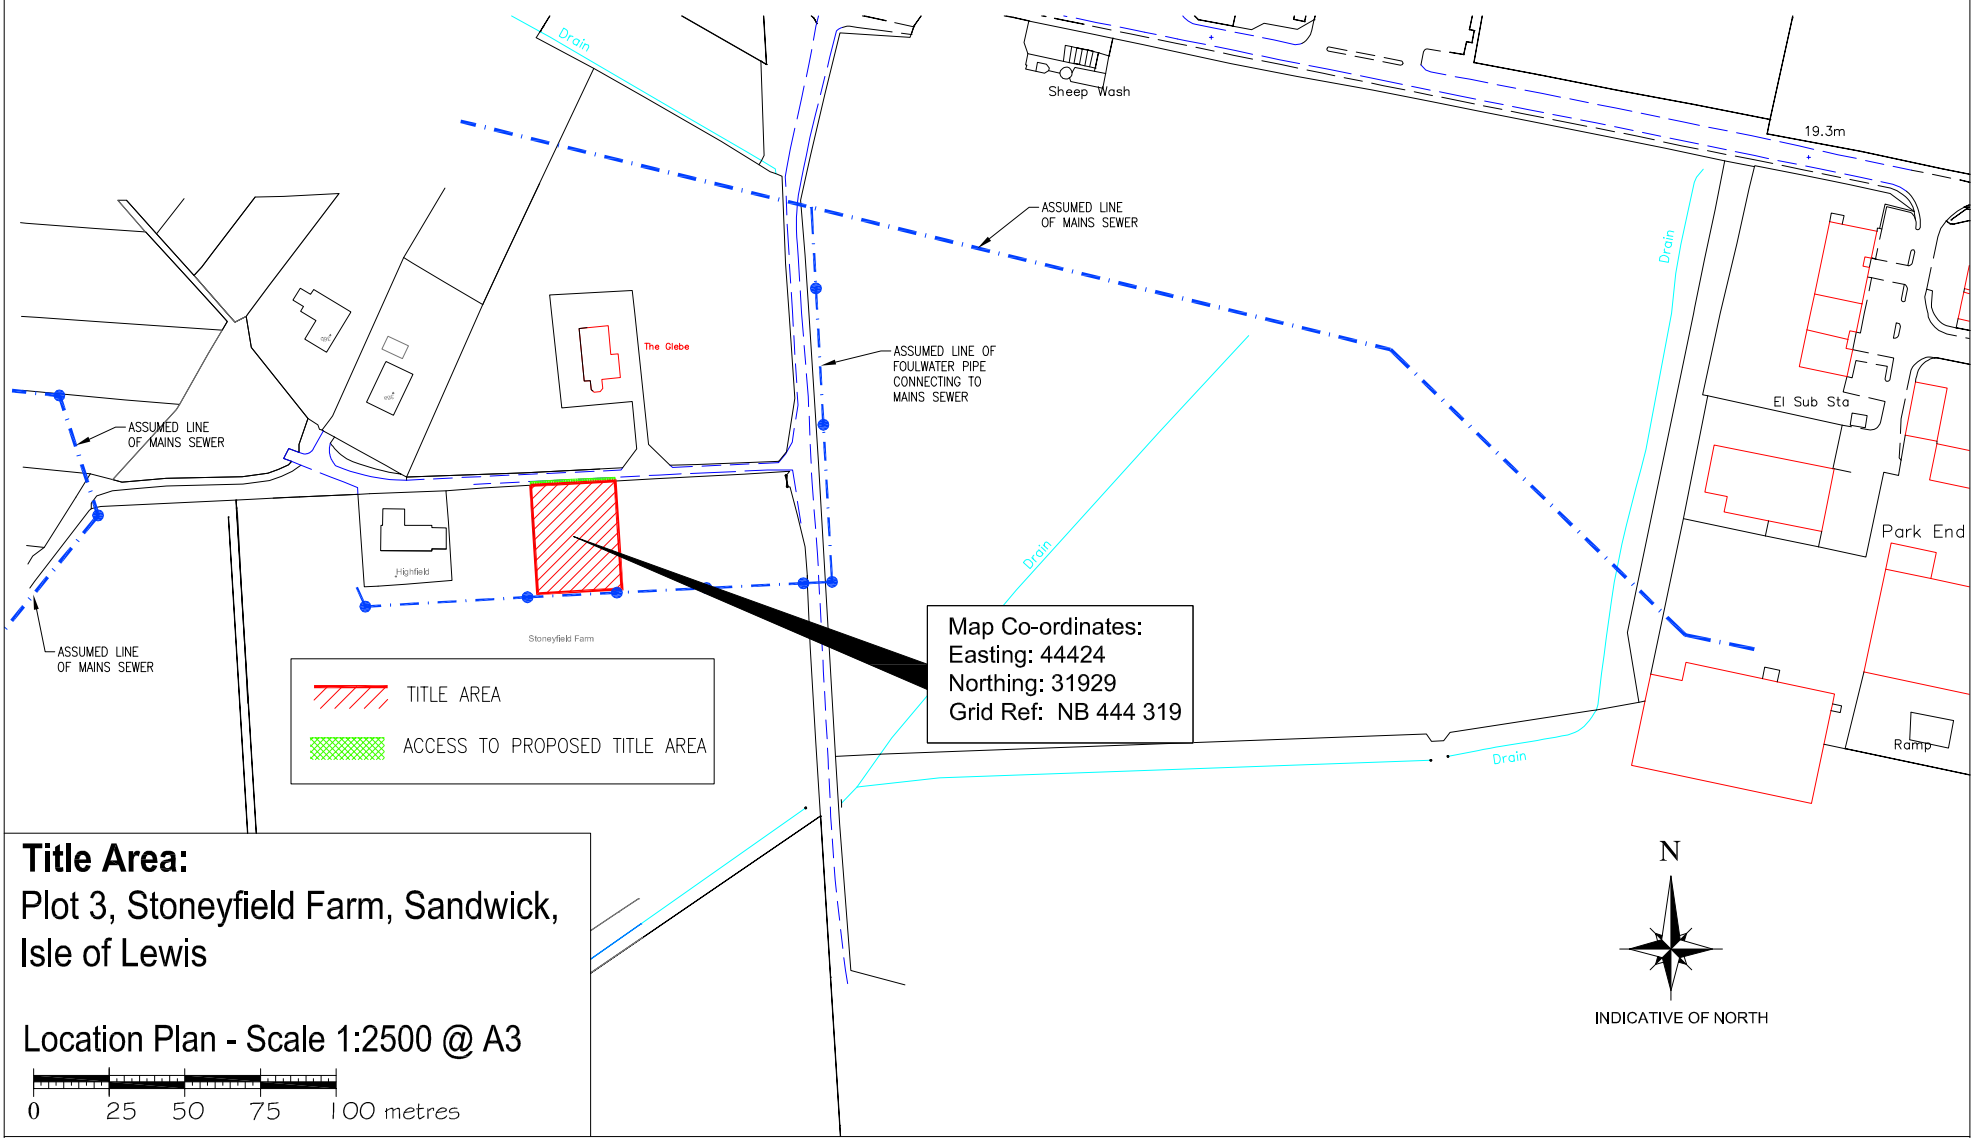 Drain
Sheep Wash
19.3m
ASSUMED LINE
OF MAINS SEWER
Drain
The Glebe
ASSUMED LINE OF
FOULWATER PIPE
CONNECTING TO
MAINS SEWER
El Sub Sta
ASSUMED LINE
OF MAINS SEWER
Park End
Drain
Highfield
Stoneyfield Farm
ASSUMED LINE
OF MAINS SEWER
Map Co-ordinates:
Easting: 44424
Northing: 31929
Grid Ref: NB 444 319
TITLE AREA
ACCESS TO PROPOSED TITLE AREA
Ramp
Drain
Title Area:
Plot 3, Stoneyfield Farm, Sandwick,
Isle of Lewis
N
INDICATIVE OF NORTH
Location Plan - Scale 1:2500 @ A3
0 25 50 75 100 metres